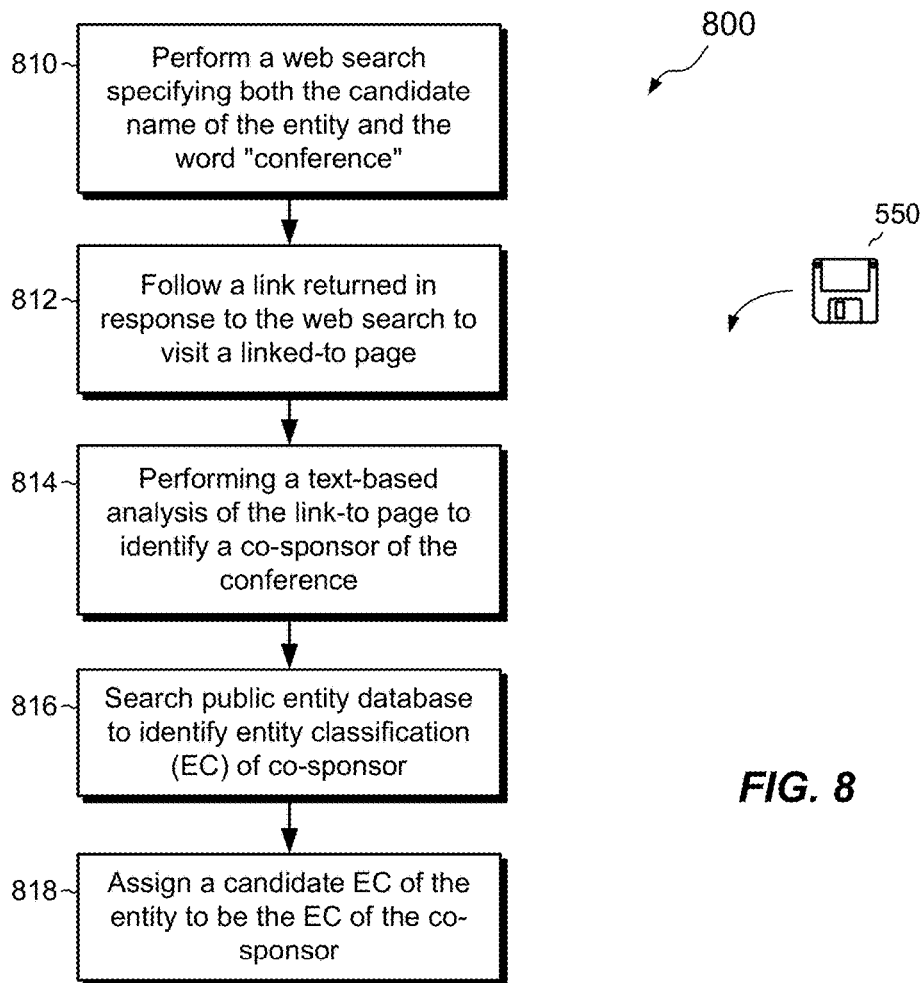 800
810
Perform a web search
specifying both the candidate
name of the entity and the
word "conference"
550
812
Follow a link returned in
response to the web search to
visit a linked-to page
814
Performing a text-based
analysis of the link-to page to
identify a co-sponsor of the
conference
816
Search public entity database
to identify entity classification
(EC) of co-sponsor
FIG. 8
818
Assign a candidate EC of the
entity to be the EC of the co-
sponsor